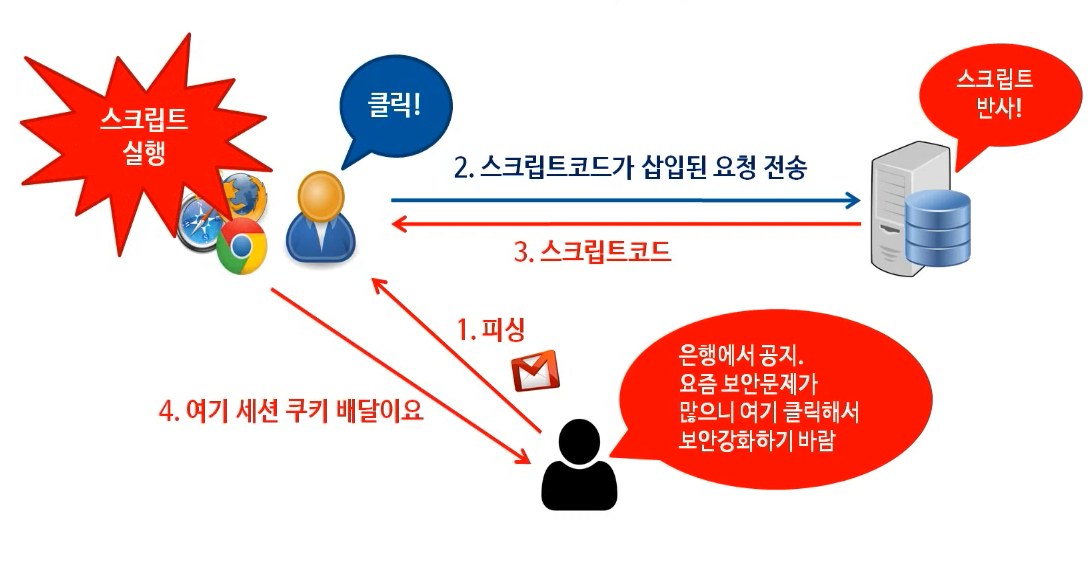 스크립트
실행
클릭!
스크립트
반사!
2. 스크립트코드가 삽입된 요청 전송
3. 스크립트코드
1. 피싱
은행에서 공지.
요즘 보안문제가
많으니 여기 클릭해서
보안강화하기 바람
4. 여기 세션 쿠키 배달이요